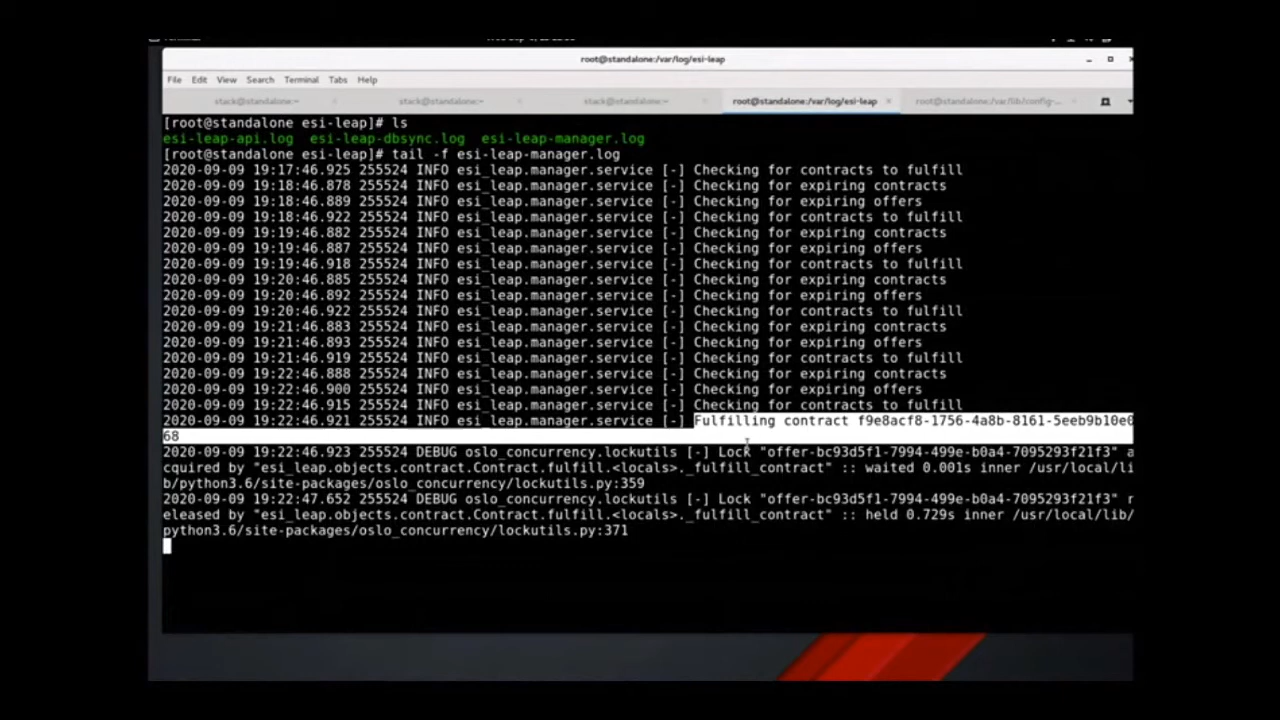 root@standalone:/var/log/esi-leap
File Edit View Search Terminal Tabs Help
stack@standalone:~ stack@standalone:~ stack@standalone:~ root@standalone:/var/log/esi-leap root@standalone:/var/lib/config-...
[root@standalone esi-leap]# ls
esi-leap-api.log esi-leap-dbsync.log esi-leap-manager.log
[root@standalone esi-leap]# tail -f esi-leap-manager.log
2020-09-09 19:17:46.925 255524 INFO esi_leap.manager.service [-] Checking for contracts to fulfill
2020-09-09 19:18:46.878 255524 INFO esi_leap.manager.service [-] Checking for expiring contracts
2020-09-09 19:18:46.889 255524 INFO esi_leap.manager.service [-] Checking for expiring offers
2020-09-09 19:18:46.922 255524 INFO esi_leap.manager.service [-] Checking for contracts to fulfill
2020-09-09 19:19:46.882 255524 INFO esi_leap.manager.service [-] Checking for expiring contracts
2020-09-09 19:19:46.887 255524 INFO esi_leap.manager.service [-] Checking for expiring offers
2020-09-09 19:19:46.918 255524 INFO esi_leap.manager.service [-] Checking for contracts to fulfill
2020-09-09 19:20:46.885 255524 INFO esi_leap.manager.service [-] Checking for expiring contracts
2020-09-09 19:20:46.892 255524 INFO esi_leap.manager.service [-] Checking for expiring offers
2020-09-09 19:20:46.922 255524 INFO esi_leap.manager.service [-] Checking for contracts to fulfill
2020-09-09 19:21:46.883 255524 INFO esi_leap.manager.service [-] Checking for expiring contracts
2020-09-09 19:21:46.893 255524 INFO esi_leap.manager.service [-] Checking for expiring offers
2020-09-09 19:21:46.919 255524 INFO esi_leap.manager.service [-] Checking for contracts to fulfill
2020-09-09 19:22:46.888 255524 INFO esi_leap.manager.service [-] Checking for expiring contracts
2020-09-09 19:22:46.900 255524 INFO esi_leap.manager.service [-] Checking for expiring offers
2020-09-09 19:22:46.915 255524 INFO esi_leap.manager.service [-] Checking for contracts to fulfill
2020-09-09 19:22:46.921 255524 INFO esi_leap.manager.service [-] Fulfilling contract f9e8acf8-1756-4a8b-8161-5eeb9b10e0
68
2020-09-09 19:22:46.923 255524 DEBUG oslo_concurrency.lockutils [-] Lock "offer-bc93d5f1-7994-499e-b0a4-7095293f21f3" a
cquired by "esi_leap.objects.contract.Contract.fulfill.<locals>._fulfill_contract" :: waited 0.001s inner /usr/local/li
b/python3.6/site-packages/oslo_concurrency/lockutils.py:359
2020-09-09 19:22:47.652 255524 DEBUG oslo_concurrency.lockutils [-] Lock "offer-bc93d5f1-7994-499e-b0a4-7095293f21f3" r
eleased by "esi_leap.objects.contract.Contract.fulfill.<locals>._fulfill_contract" :: held 0.729s inner /usr/local/lib/
python3.6/site-packages/oslo_concurrency/lockutils.py:371